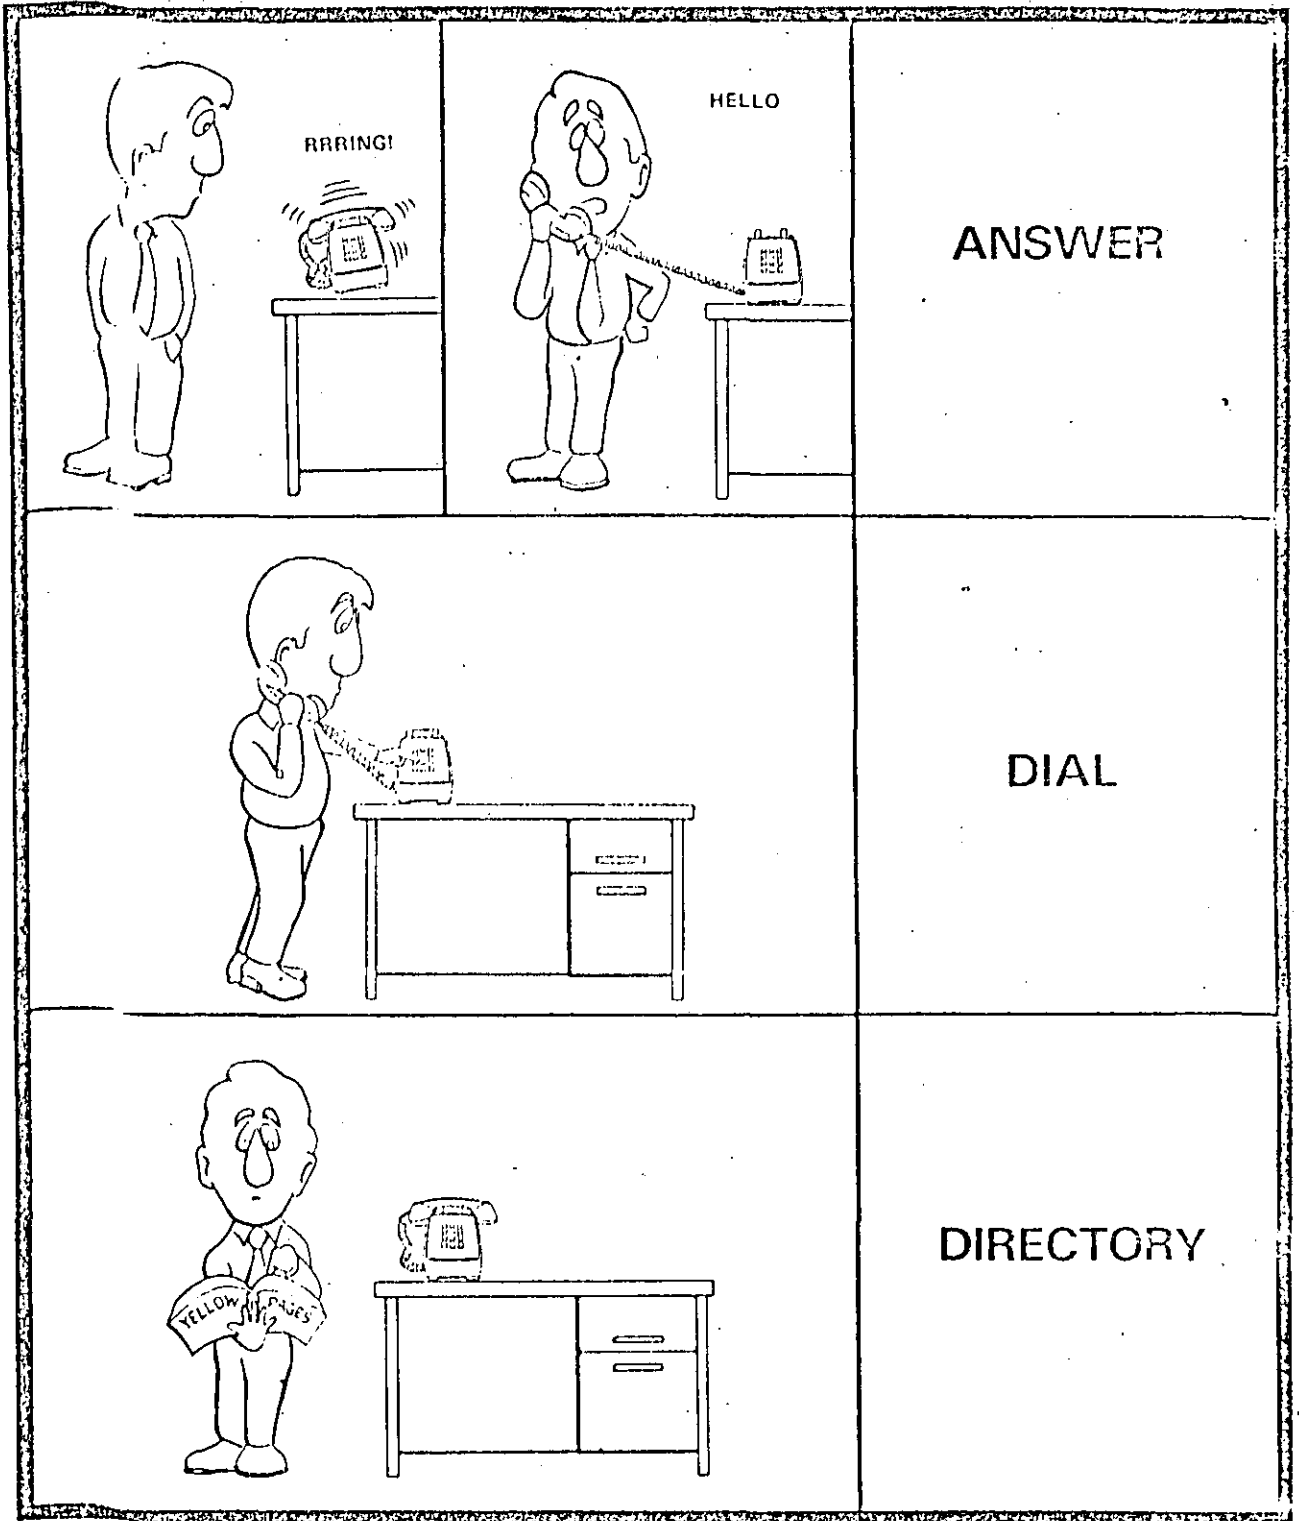 RRRING!
HELLO
ANSWER
DIAL
DIRECTORY
YELLOW PAGES